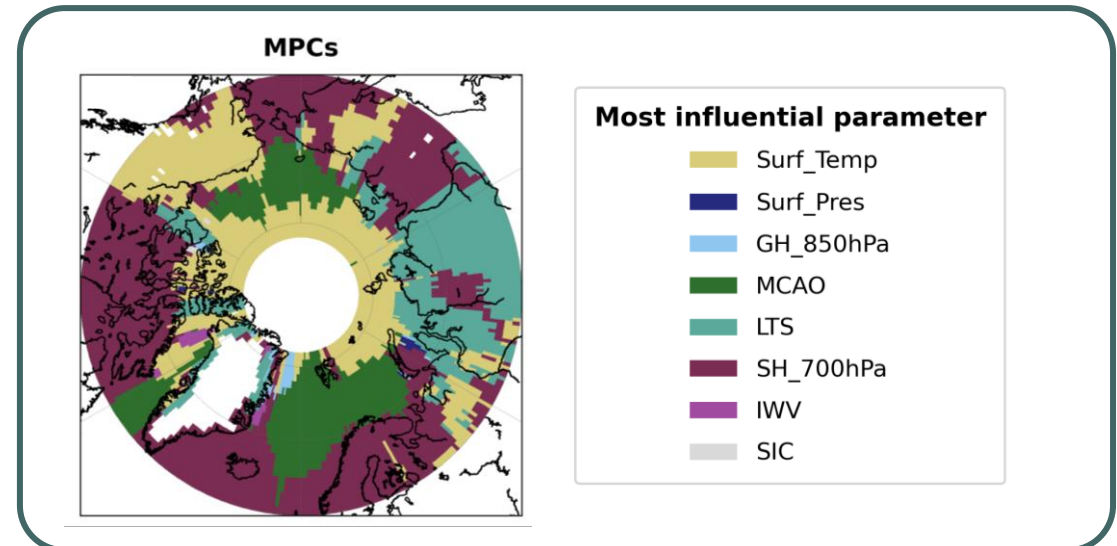 MPCs
Most influential parameter
Surf_Temp
Surf_Pres
GH_850hPa
MCAO
LTS
SH_700hPa
IWV
SIC